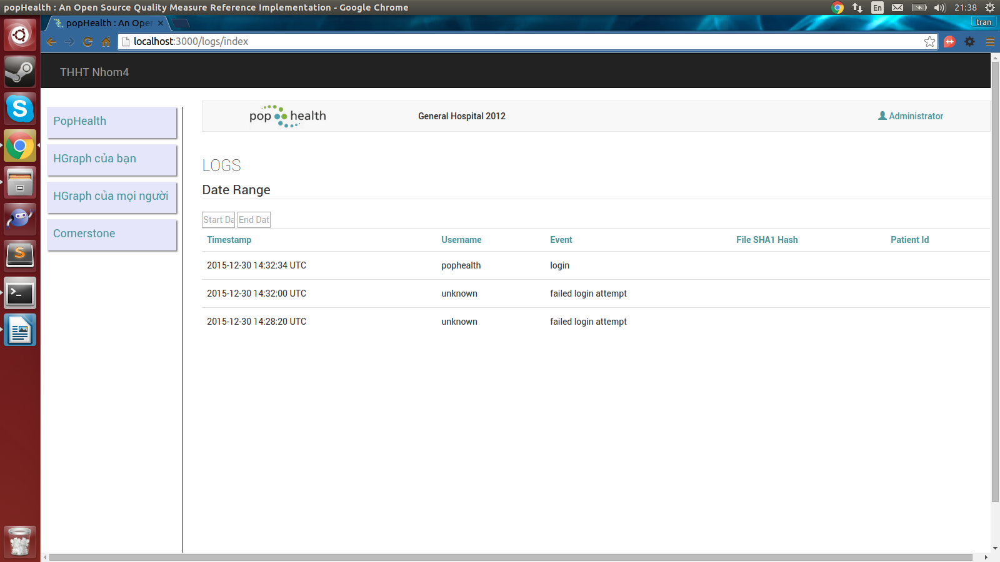 popHealth : An Open Source Quality Measure Reference Implementation - Google Chrome
En
21:38
popHealth : An Oper
tran
localhost:3000/logs/index
THHT Nhom4
PopHealth
HGraph của bạn
HGraph của mọi người
Cornerstone
pop health
General Hospital 2012
Administrator
LOGS
Date Range
Start Da
End Dat
Timestamp Username Event File SHA1 Hash Patient Id
2015-12-30 14:32:34 UTC pophealth login
2015-12-30 14:32:00 UTC unknown failed login attempt
2015-12-30 14:28:20 UTC unknown failed login attempt